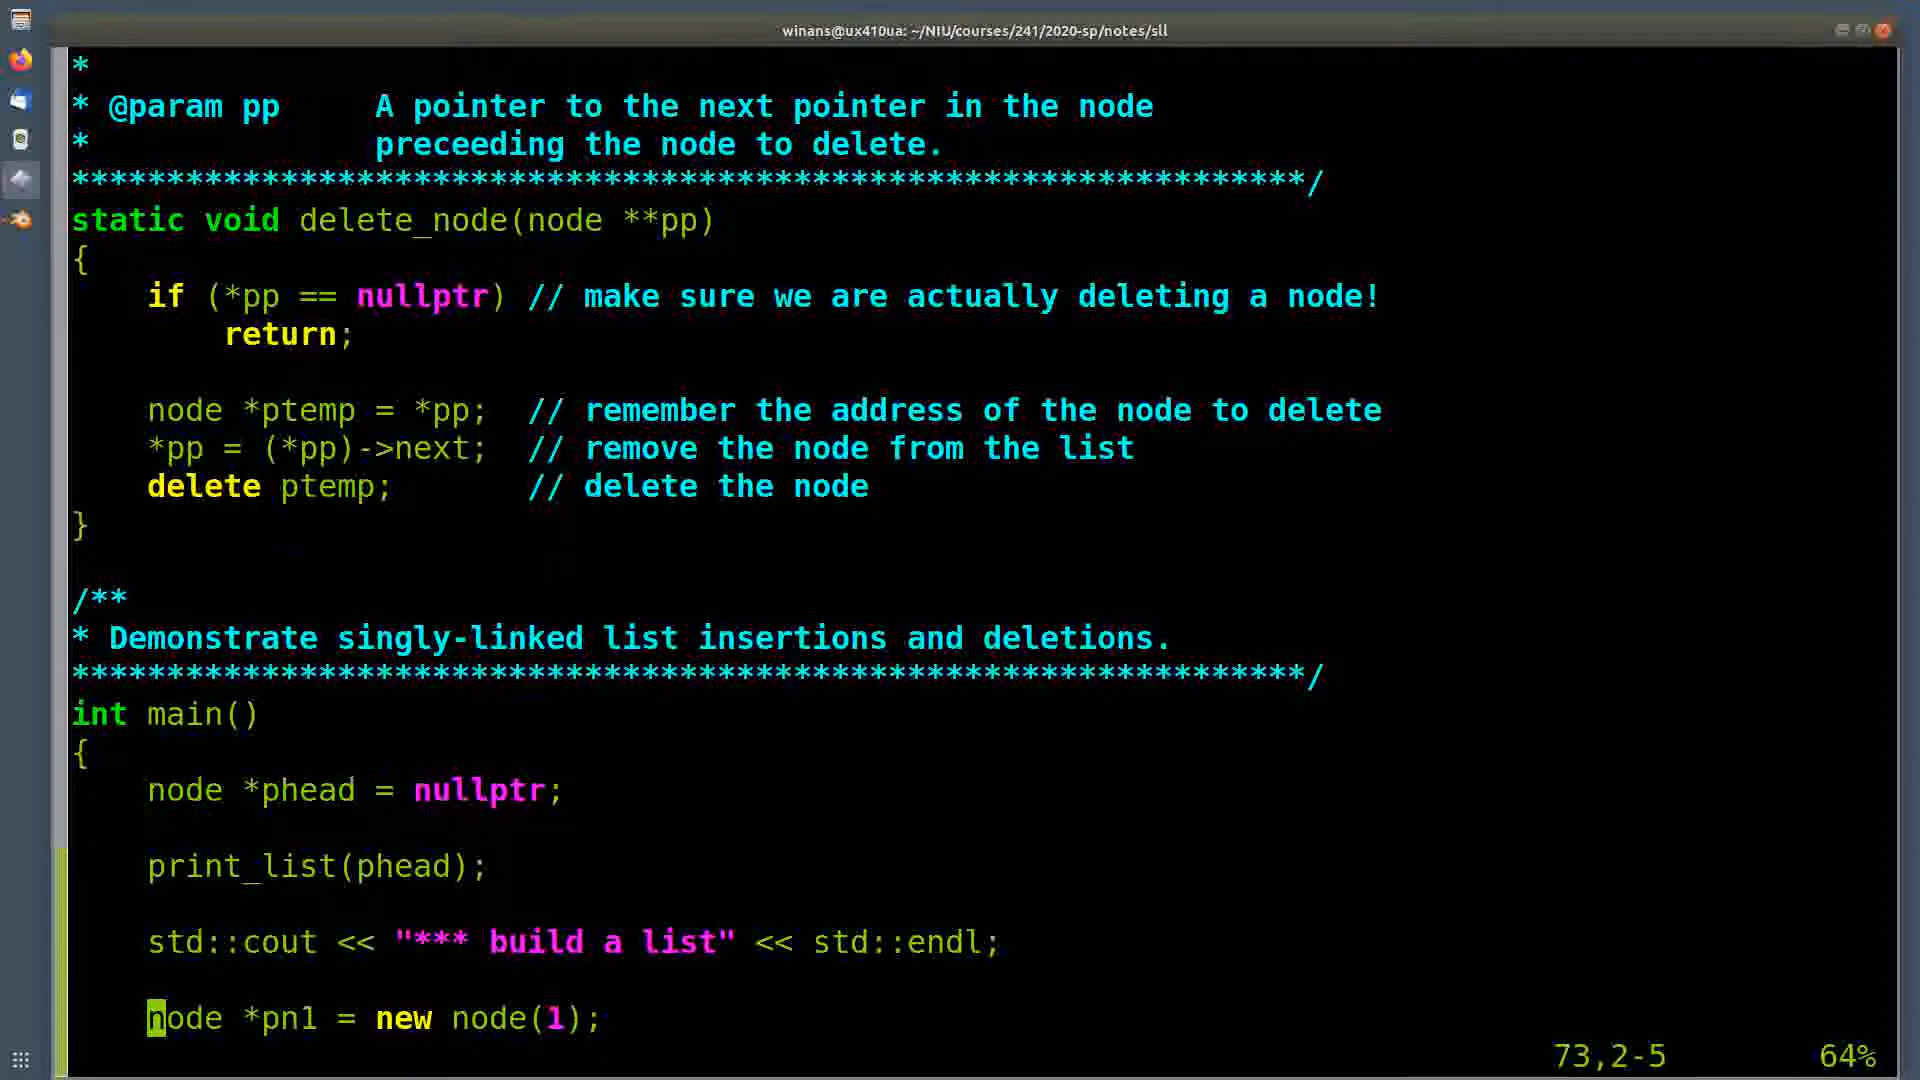 winans@ux410ua: ~/NIU/courses/241/2020-sp/notes/sll
*
* @param pp     A pointer to the next pointer in the node
*               preceeding the node to delete.
*****************************************************************/
static void delete_node(node **pp)
{
    if (*pp == nullptr) // make sure we are actually deleting a node!
        return;
    node *ptemp = *pp;  // remember the address of the node to delete
    *pp = (*pp)->next;  // remove the node from the list
    delete ptemp;       // delete the node
}
/**
* Demonstrate singly-linked list insertions and deletions.
*****************************************************************/
int main()
{
    node *phead = nullptr;
    print_list(phead);
    std::cout << "*** build a list" << std::endl;
    node *pn1 = new node(1);
73,2-5        64%